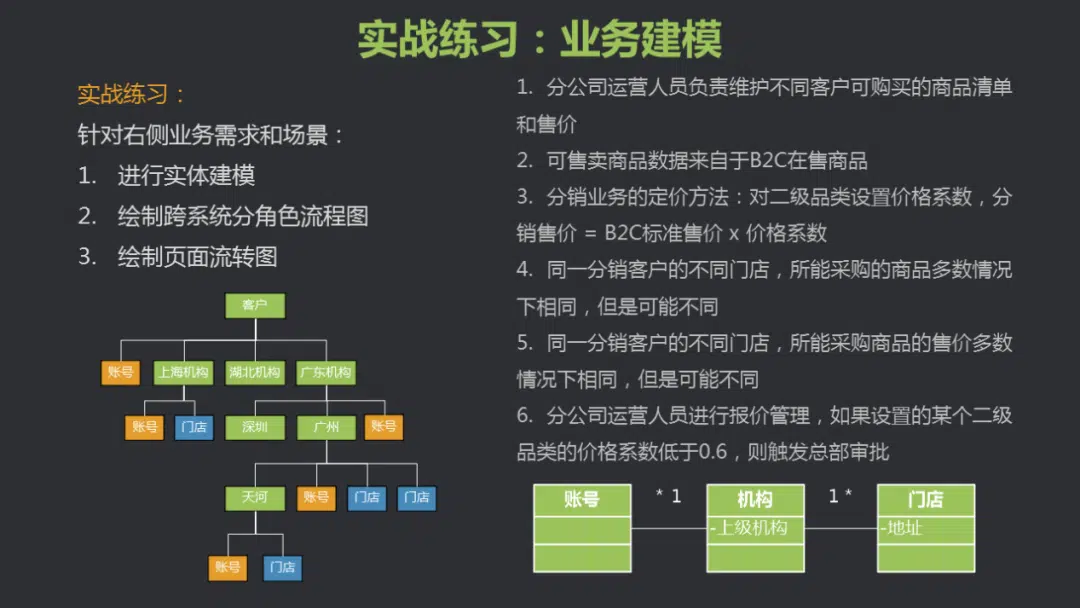 实战练习：业务建模
实战练习：
针对右侧业务需求和场景：
1. 进行实体建模
2. 绘制跨系统分角色流程图
3. 绘制页面流转图
客户
账号 上海机构 湖北机构 广东机构
账号 门店 深圳 广州 账号
天河 账号 门店 门店
账号 门店
1. 分公司运营人员负责维护不同客户可购买的商品清单
和售价
2. 可售卖商品数据来自于B2C在售商品
3. 分销业务的定价方法：对二级品类设置价格系数，分
销售价 = B2C标准售价 x 价格系数
4. 同一分销客户的不同门店，所能采购的商品多数情况
下相同，但是可能不同
5. 同一分销客户的不同门店，所能采购商品的售价多数
情况下相同，但是可能不同
6. 分公司运营人员进行报价管理，如果设置的某个二级
品类的价格系数低于0.6，则触发总部审批
账号 * 1 机构 1 * 门店
-上级机构 -地址